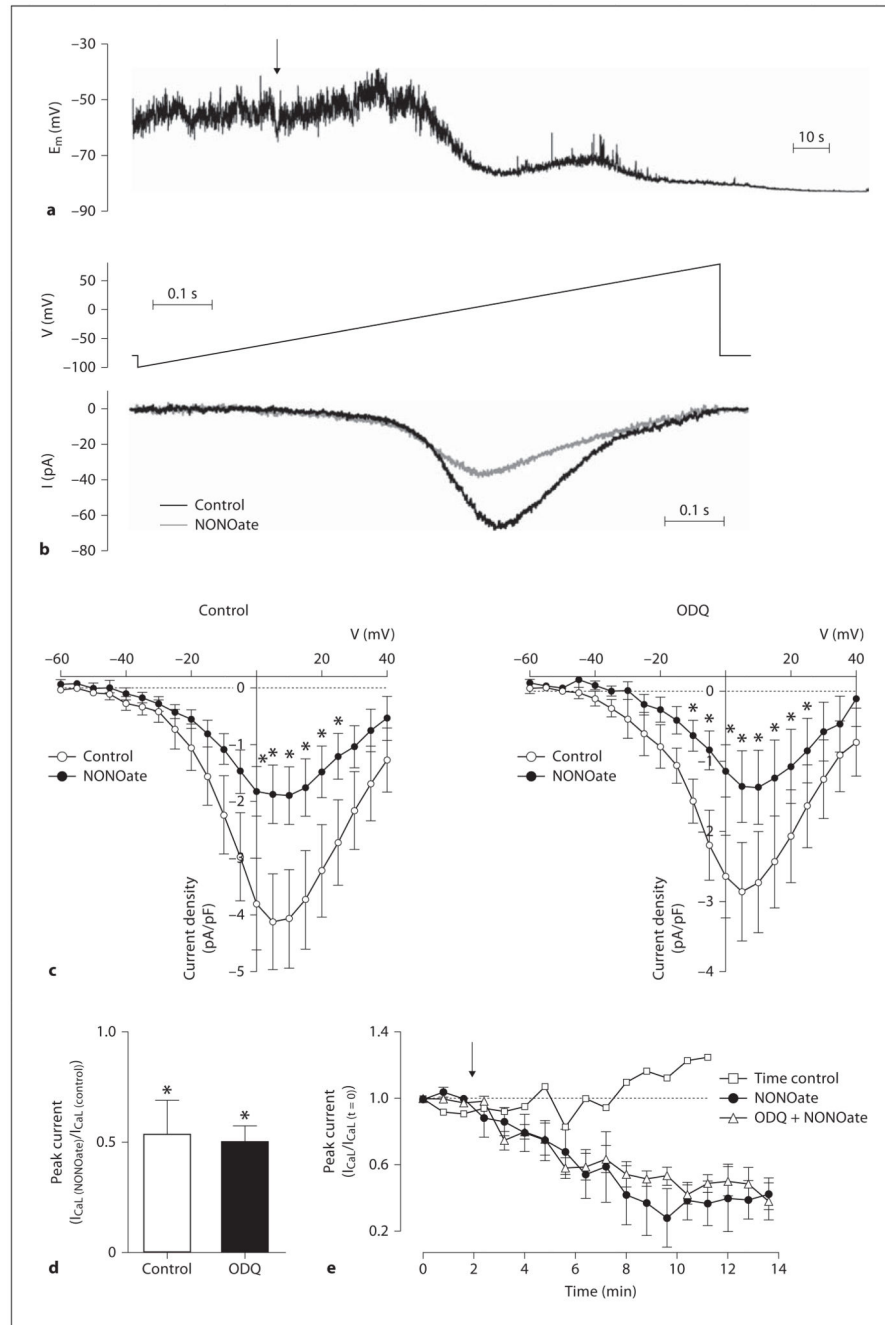 −30
−50
−70
−90
Em (mV)
10 s
a
50
0
−50
−100
V (mV)
0.1 s
0
−20
−40
−60
−80
I (pA)
Control
NONOate
0.1 s
b
Control
V (mV)
−60 −40 −20 20 40
0
−1
−2
−3
−4
−5
* * * * * *
Control
NONOate
Current density
(pA/pF)
ODQ
V (mV)
−60 −40 −20 20 40
0
−1
−2
−3
−4
* * * * * * * *
Control
NONOate
Current density
(pA/pF)
c
1.0
0.5
0
Peak current
(ICaL (NONOate)/ICaL (control))
* *
Control ODQ
d
1.4
1.0
0.6
0.2
Peak current
(ICaL/ICaL (t = 0))
Time control
NONOate
ODQ + NONOate
0 2 4 6 8 10 12 14
Time (min)
e